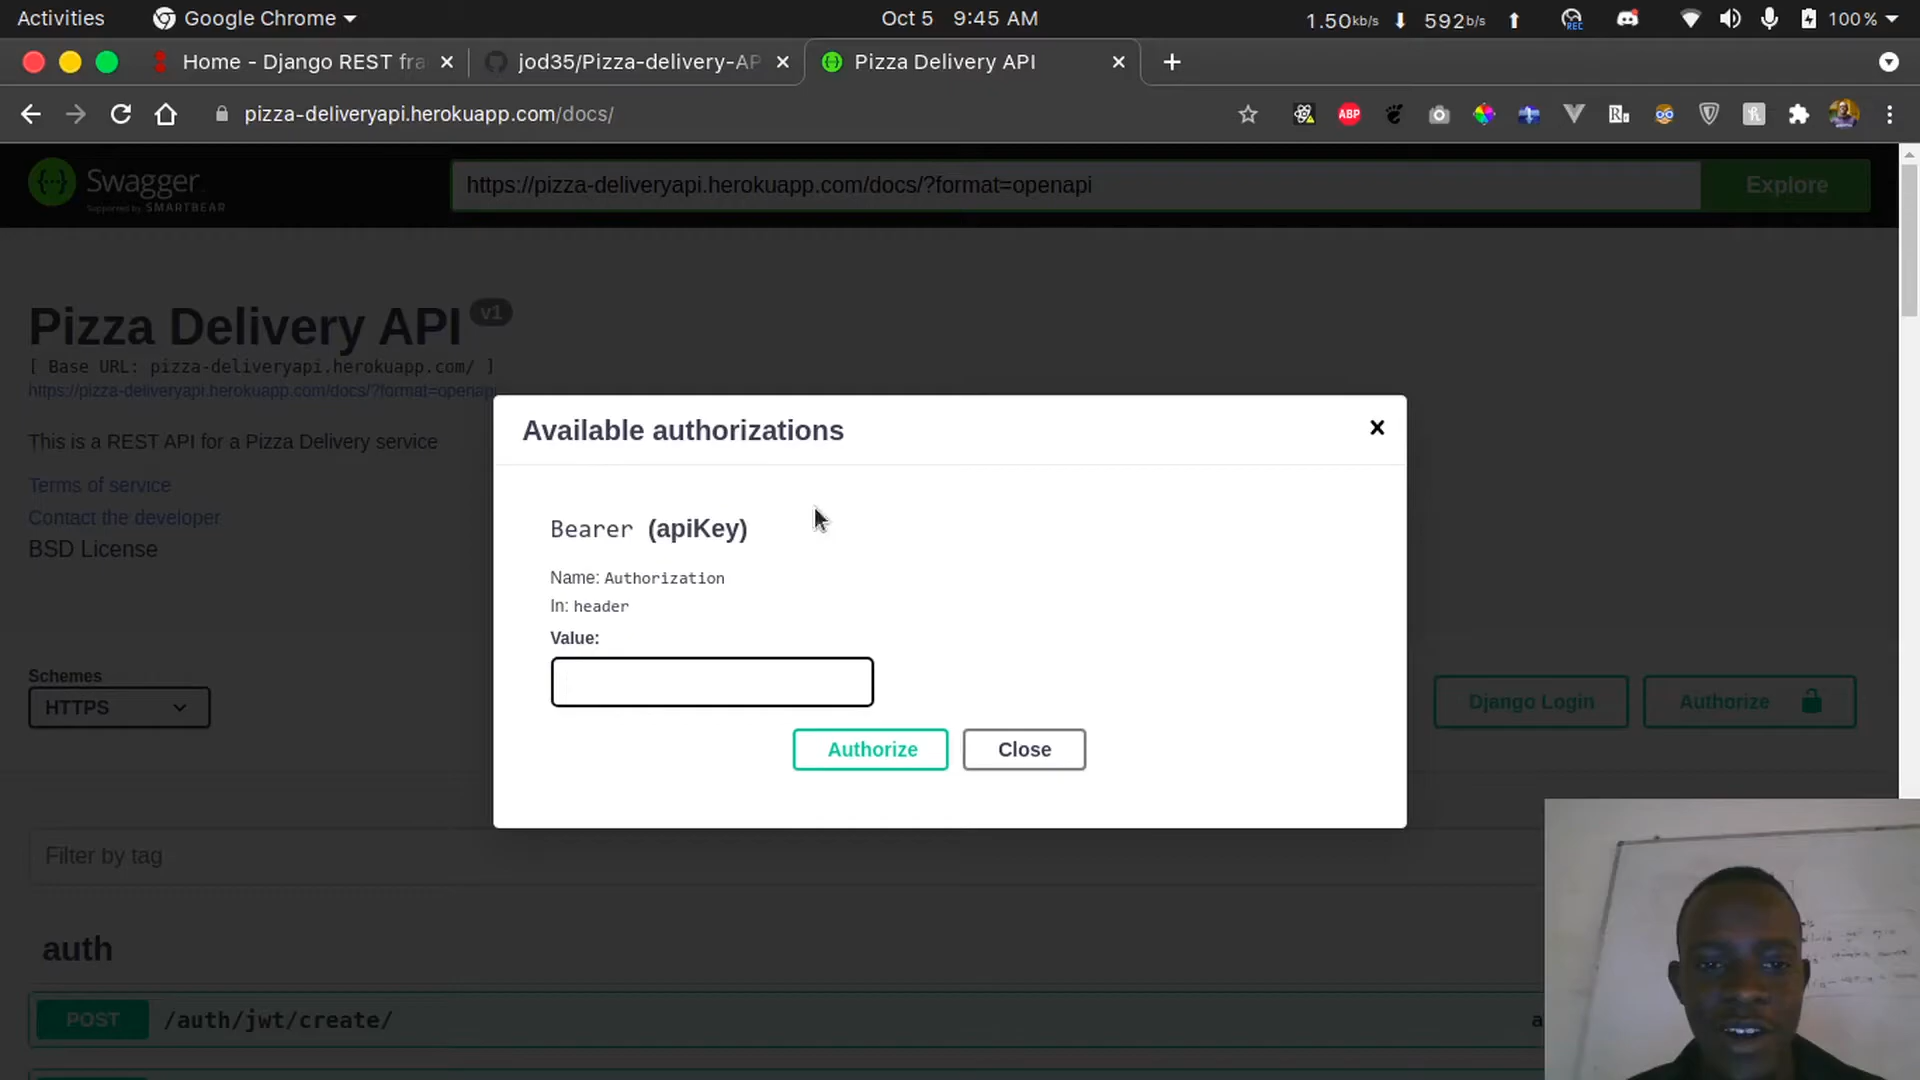 Activities
Google Chrome
Oct 5 9:45 AM
1.50kb/s
592b/s
REC
100 %
Home - Django REST fra
jod35/Pizza-delivery-AP
Pizza Delivery API
pizza-deliveryapi.herokuapp.com/docs/
ABP
Swagger
Supported by SMARTBEAR
https://pizza-deliveryapi.herokuapp.com/docs/?format=openapi
Explore
Pizza Delivery API v1
[ Base URL: pizza-deliveryapi.herokuapp.com/ ]
https://pizza-deliveryapi.herokuapp.com/docs/?format=openapi
This is a REST API for a Pizza Delivery service
Terms of service
Contact the developer
BSD License
Available authorizations
Bearer (apiKey)
Name: Authorization
In: header
Value:
Authorize
Close
Schemes
HTTPS
Django Login
Authorize
Filter by tag
auth
POST
/auth/jwt/create/